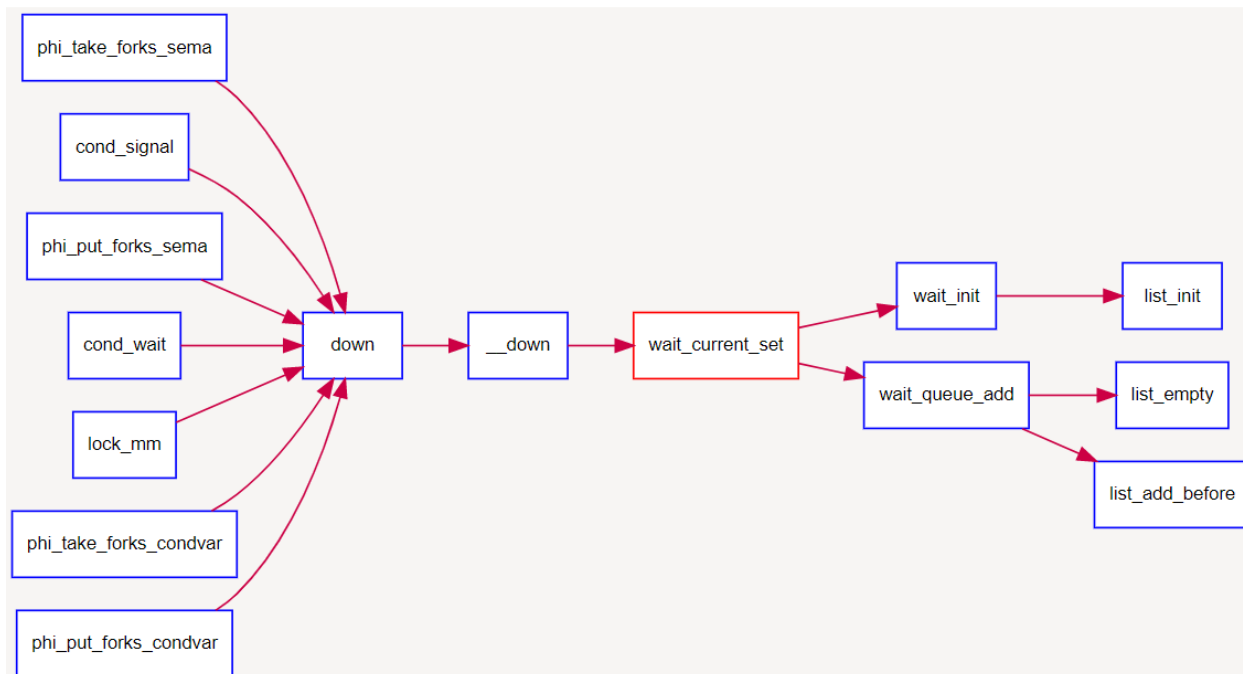 phi_take_forks_sema
cond_signal
phi_put_forks_sema
cond_wait
lock_mm
phi_take_forks_condvar
phi_put_forks_condvar
down
__down
wait_current_set
wait_init
wait_queue_add
list_init
list_empty
list_add_before